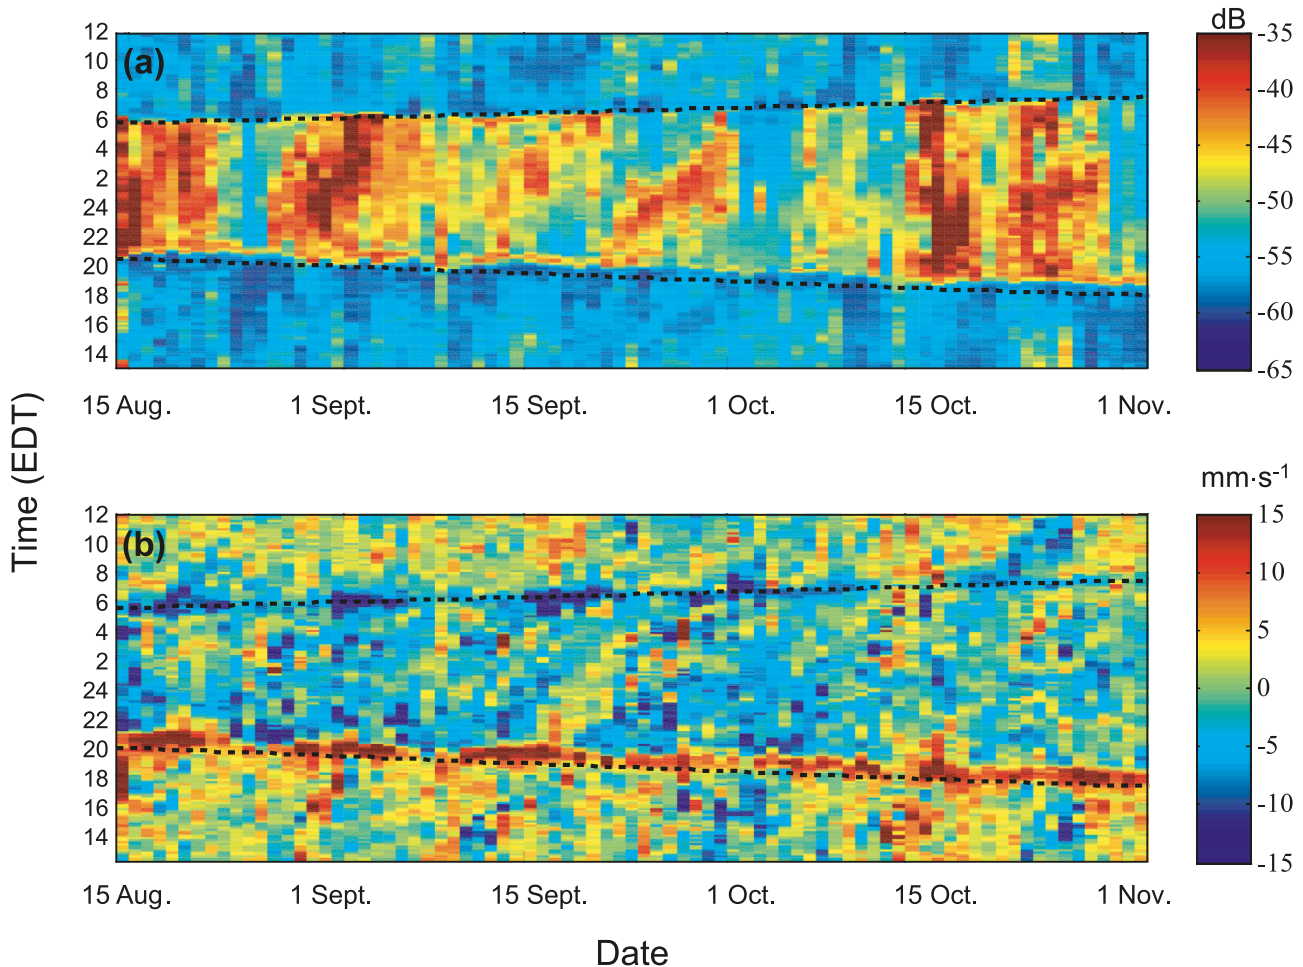 dB
12
10
8
6
4
2
24
22
20
18
16
14
(a)
-35
-40
-45
-50
-55
-60
-65
15 Aug.
1 Sept.
15 Sept.
1 Oct.
15 Oct.
1 Nov.
Time (EDT)
mm·s-1
12
10
8
6
4
2
24
22
20
18
16
14
(b)
15
10
5
0
-5
-10
-15
15 Aug.
1 Sept.
15 Sept.
1 Oct.
15 Oct.
1 Nov.
Date